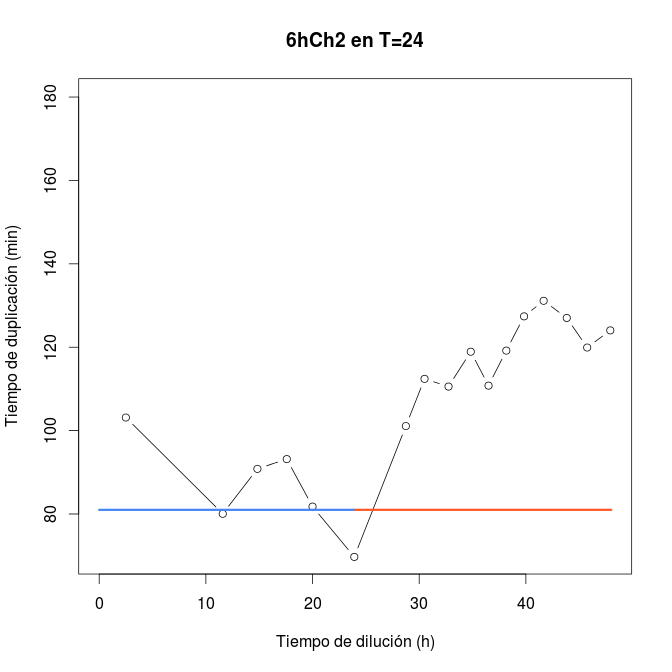 6hCh2 en T=24
Tiempo de duplicación (min)
180
160
140
120
100
80
0 10 20 30 40
Tiempo de dilución (h)